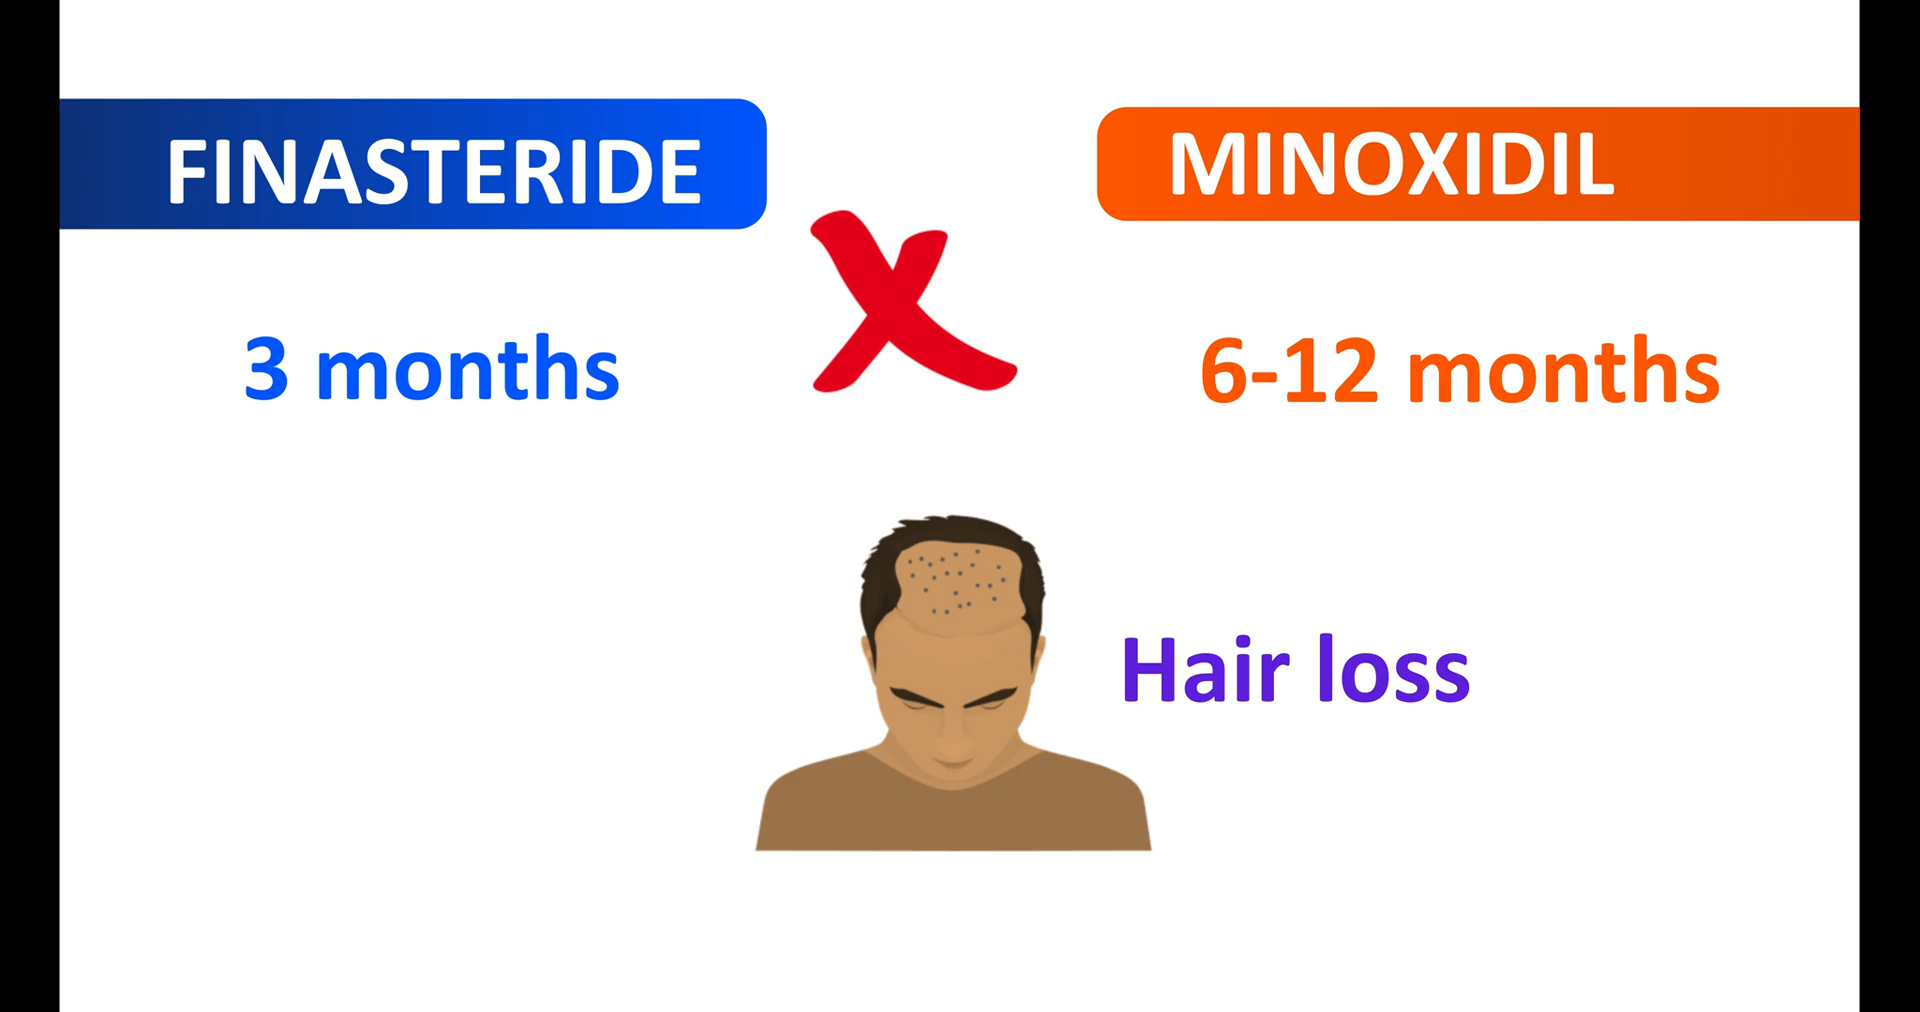 FINASTERIDE
MINOXIDIL
3 months
6-12 months
Hair loss